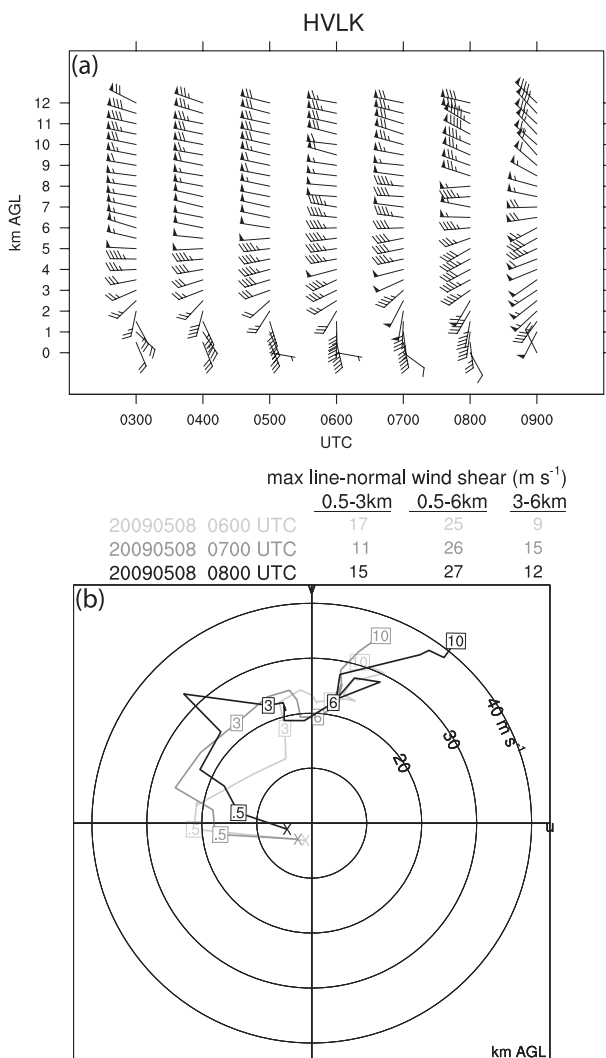 HVLK
(a)
km AGL
12
11
10
9
8
7
6
5
4
3
2
1
0
0300 0400 0500 0600 0700 0800 0900
UTC
max line-normal wind shear (m s⁻¹)
0.5-3km 0.5-6km 3-6km
20090508 0600 UTC 17 25 9
20090508 0700 UTC 11 26 15
20090508 0800 UTC 15 27 12
(b)
v
10
10
10
3
3
3
6
6
40 m s⁻¹
30
20
.5
.5
.5
X
X
X
u
km AGL